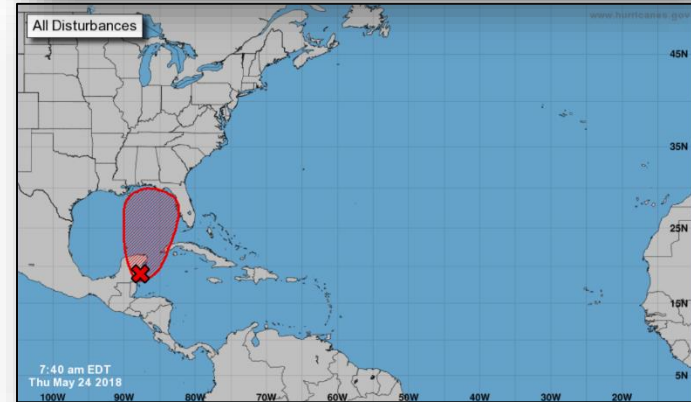 All Disturbances
www.hurricanes.gov
45N
35N
25N
15N
5N
7:40 am EDT
Thu May 24 2018
100W 90W 80W 70W 60W 50W 40W 30W 20W